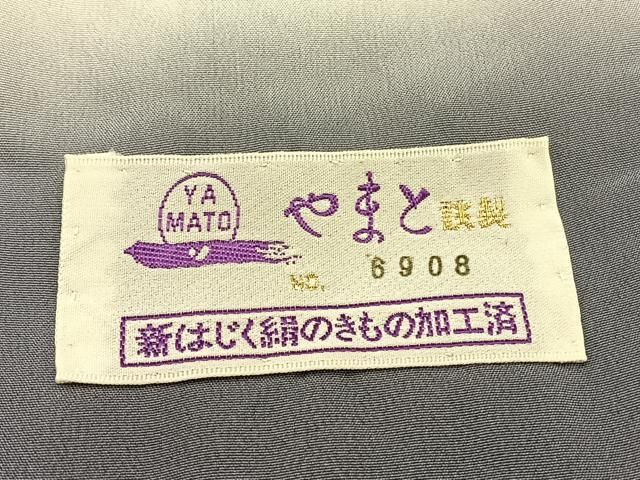 YA
MATO
やまと謹製
NO. 6908
新はじく絹のきもの加工済